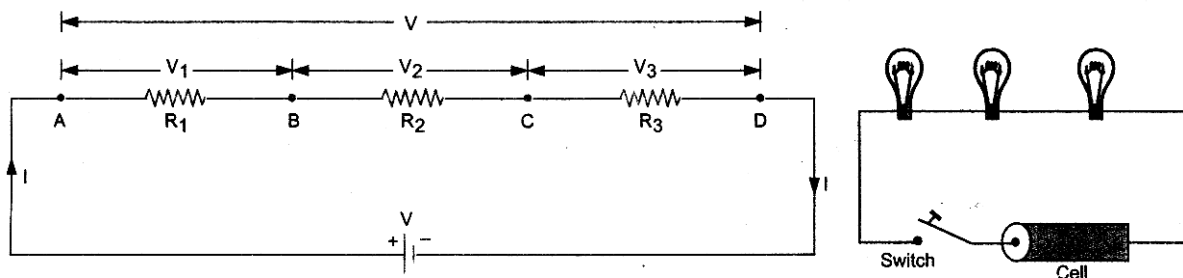 V
V1 V2 V3
A R1 B R2 C R3 D
I I
V
+ −
Switch
Cell